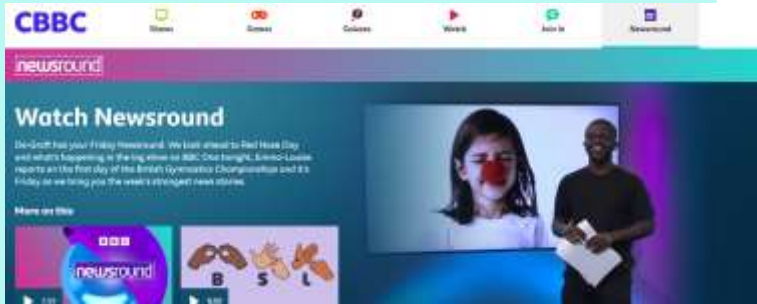 CBBC
Shows Games Quizzes Watch Join In Newsround
newsround
Watch Newsround
De-Graft has your Friday Newsround. We look ahead to Red Nose Day
and what's happening in the big show on BBC One tonight, Emma-Louise
reports on the first day of the British Gymnastics Championships and it's
Friday so we bring you the week's strangest news stories.
More on this
BBC
newsround
B S L